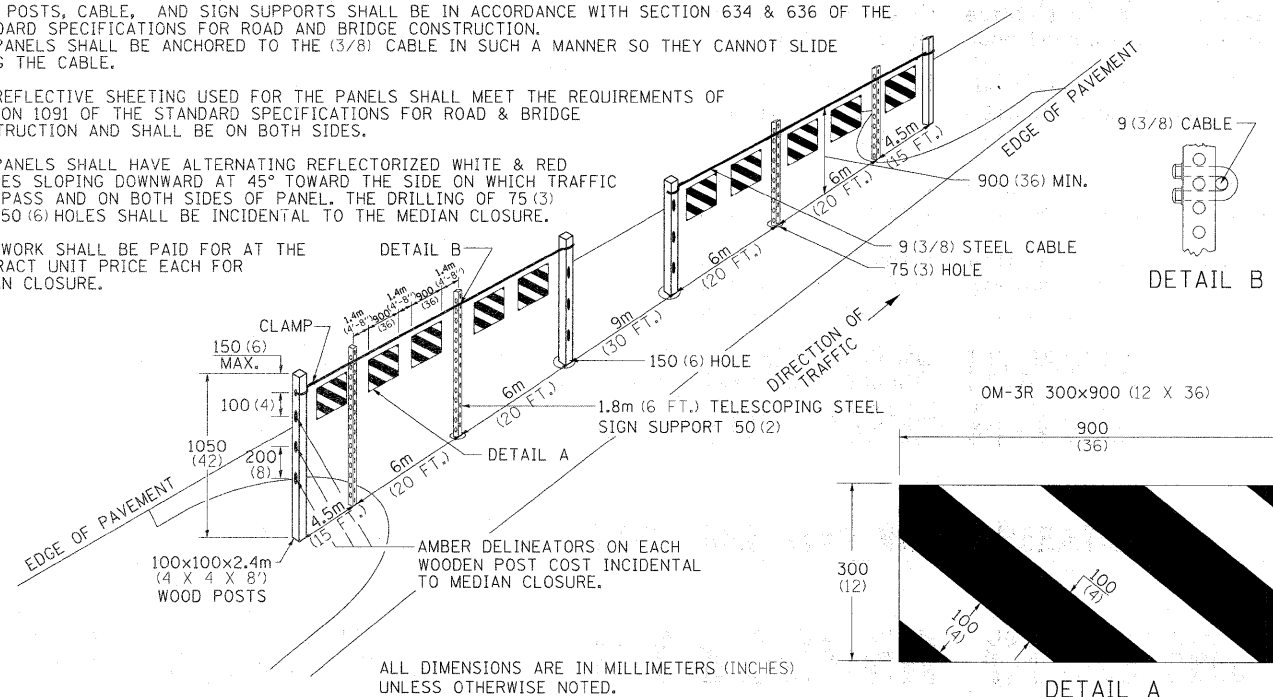 POSTS, CABLE, AND SIGN SUPPORTS SHALL BE IN ACCORDANCE WITH SECTION 634 & 636 OF THE
DARD SPECIFICATIONS FOR ROAD AND BRIDGE CONSTRUCTION.
PANELS SHALL BE ANCHORED TO THE (3/8) CABLE IN SUCH A MANNER SO THEY CANNOT SLIDE
G THE CABLE.
REFLECTIVE SHEETING USED FOR THE PANELS SHALL MEET THE REQUIREMENTS OF
ON 1091 OF THE STANDARD SPECIFICATIONS FOR ROAD & BRIDGE
TRUCTION AND SHALL BE ON BOTH SIDES.
PANELS SHALL HAVE ALTERNATING REFLECTORIZED WHITE & RED
ES SLOPING DOWNWARD AT 45° TOWARD THE SIDE ON WHICH TRAFFIC
PASS AND ON BOTH SIDES OF PANEL. THE DRILLING OF 75 (3)
50 (6) HOLES SHALL BE INCIDENTAL TO THE MEDIAN CLOSURE.
WORK SHALL BE PAID FOR AT THE
RACT UNIT PRICE EACH FOR
N CLOSURE.
DETAIL B
1.4m
(4'-8")
900
(36)
1.4m
(4'-8")
900
(36)
1.4m
(4'-8")
CLAMP
150 (6)
MAX.
100 (4)
1050
(42)
200
(8)
EDGE OF PAVEMENT
100x100x2.4m
(4 X 4 X 8')
WOOD POSTS
4.5m
(15 FT.)
6m
(20 FT.)
6m
(20 FT.)
9m
(30 FT.)
6m
(20 FT.)
6m
(20 FT.)
4.5m
(15 FT.)
EDGE OF PAVEMENT
900 (36) MIN.
9 (3/8) STEEL CABLE
75 (3) HOLE
150 (6) HOLE
DIRECTION OF
TRAFFIC
1.8m (6 FT.) TELESCOPING STEEL
SIGN SUPPORT 50 (2)
DETAIL A
AMBER DELINEATORS ON EACH
WOODEN POST COST INCIDENTAL
TO MEDIAN CLOSURE.
9 (3/8) CABLE
DETAIL B
OM-3R 300x900 (12 X 36)
900
(36)
300
(12)
100
(4)
100
(4)
DETAIL A
ALL DIMENSIONS ARE IN MILLIMETERS (INCHES)
UNLESS OTHERWISE NOTED.